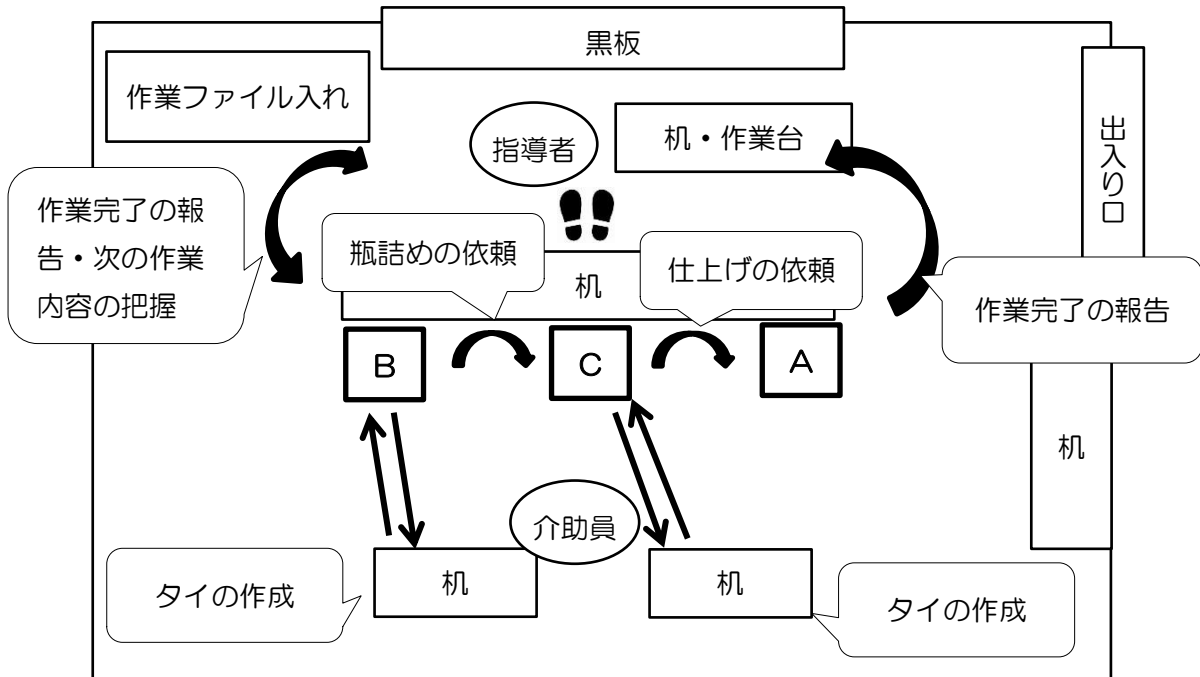 黒板
作業ファイル入れ
指導者
机・作業台
出入り口
作業完了の報
告・次の作業
内容の把握
瓶詰めの依頼
机
仕上げの依頼
作業完了の報告
B
C
A
机
介助員
タイの作成
机
机
タイの作成